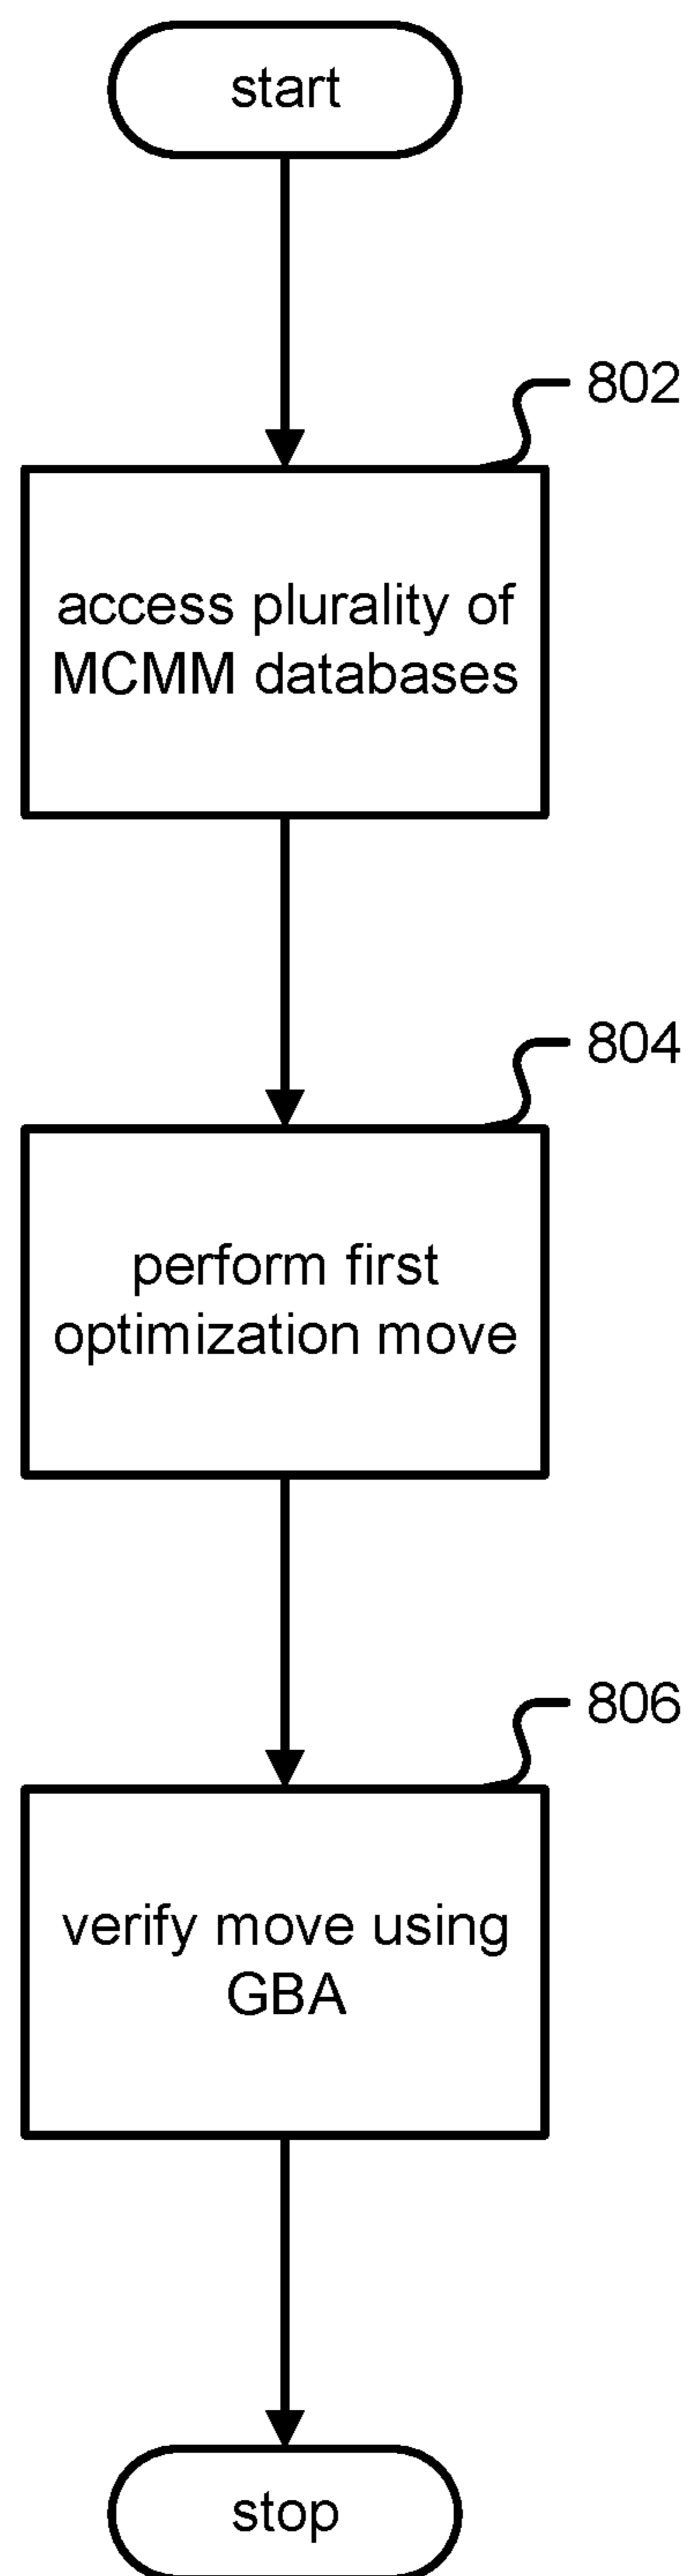 start
802
access plurality of
MCMM databases
804
perform first
optimization move
806
verify move using
GBA
stop